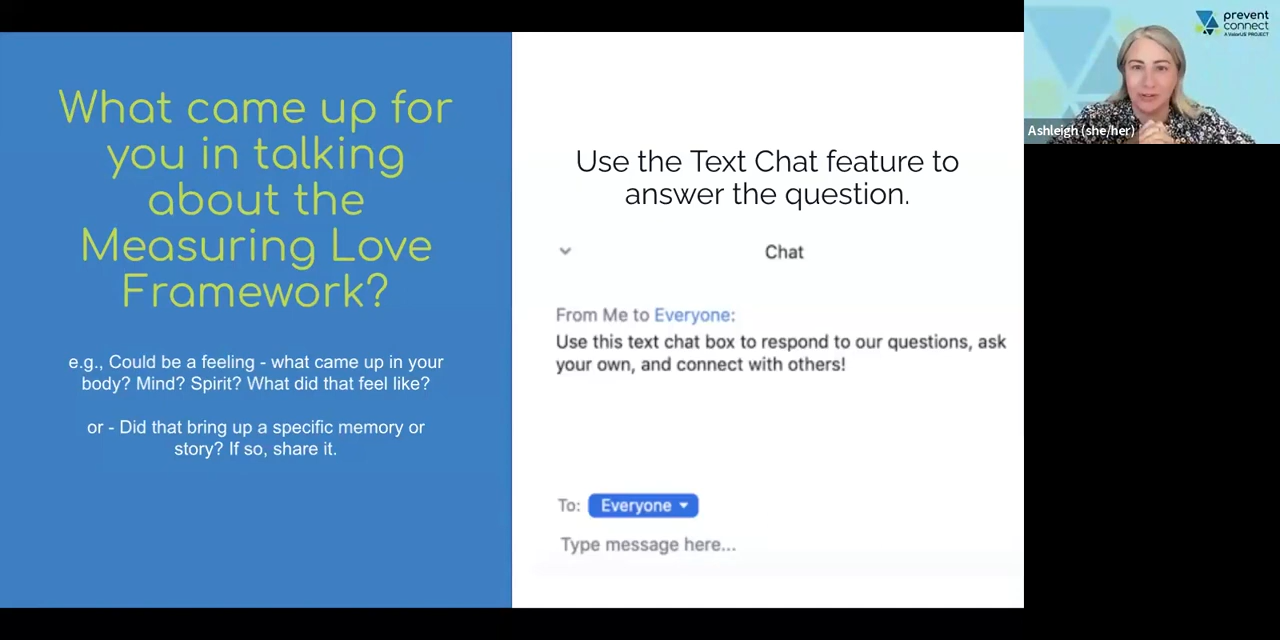 What came up for
you in talking
about the
Measuring Love
Framework?
e.g., Could be a feeling - what came up in your
body? Mind? Spirit? What did that feel like?
or - Did that bring up a specific memory or
story? If so, share it.
Use the Text Chat feature to
answer the question.
Chat
From Me to Everyone:
Use this text chat box to respond to our questions, ask
your own, and connect with others!
To: Everyone
Type message here...
prevent
connect
A ValorUS PROJECT
Ashleigh (she/her)